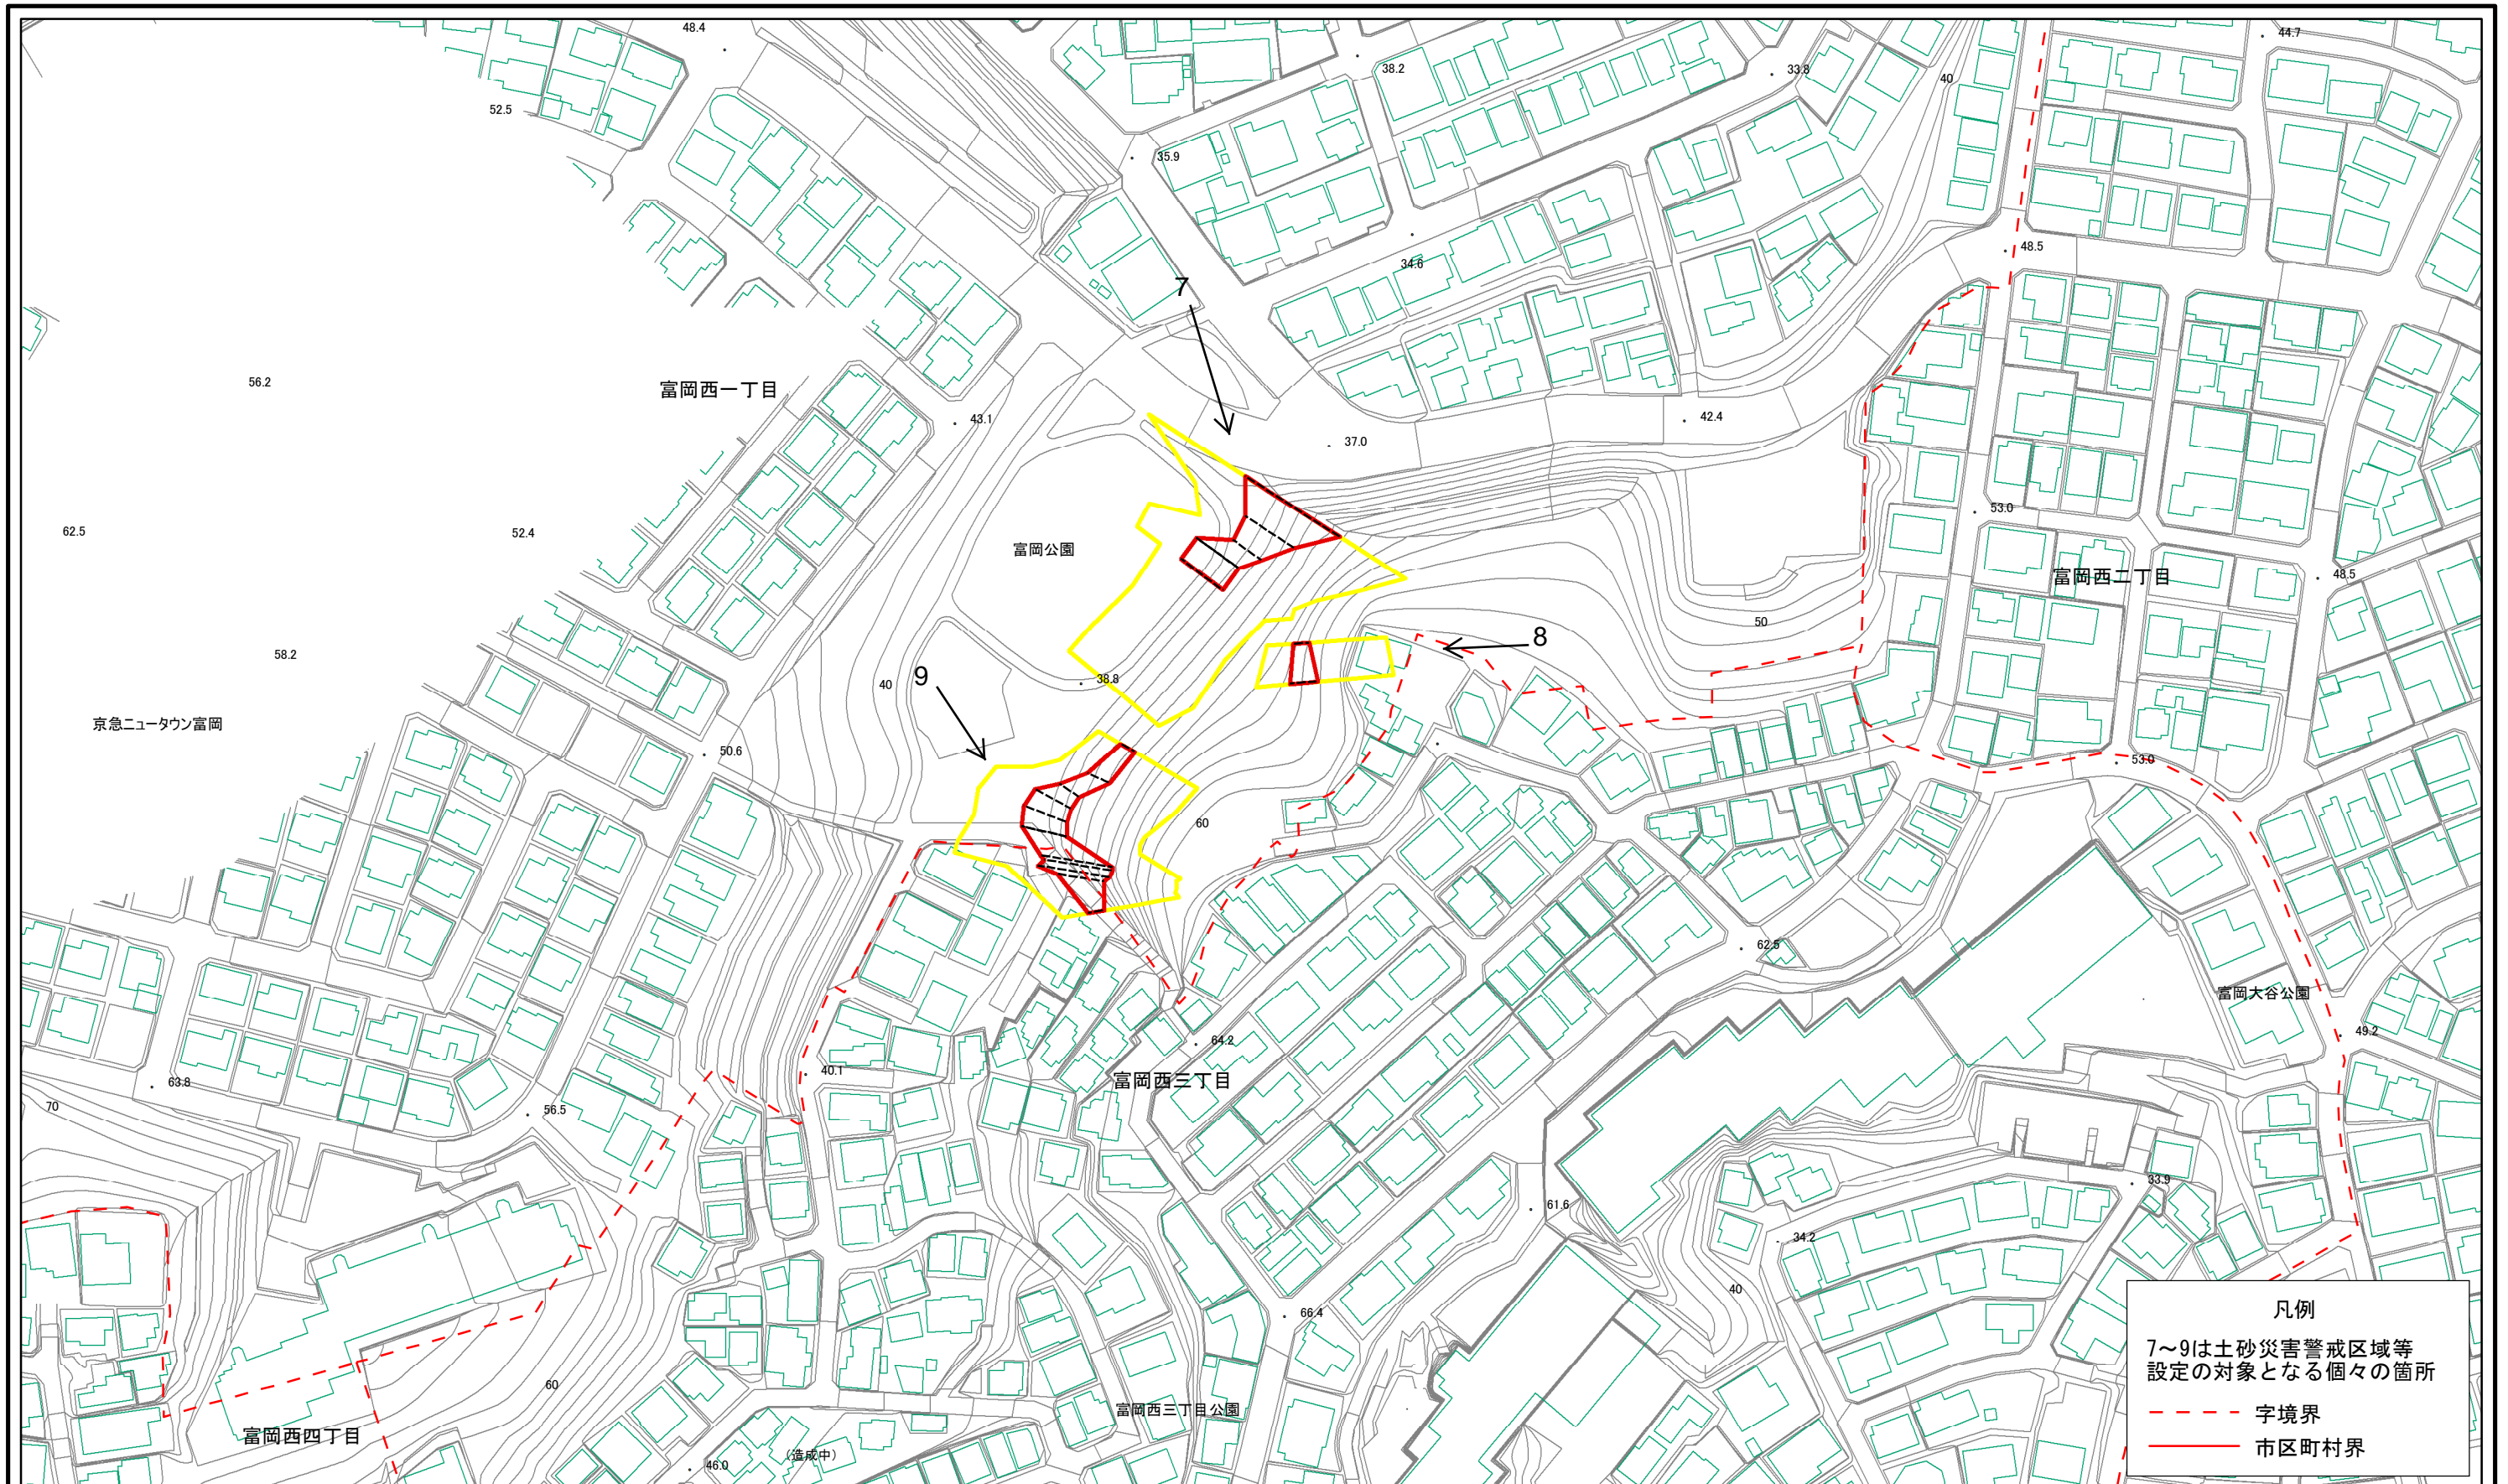 48.4
44.7
38.2
33.8
40
52.5
35.9
48.5
34.6
7
56.2
富岡西一丁目
43.1
42.4
37.0
53.0
62.5
52.4
富岡公園
富岡西二丁目
48.5
50
8
58.2
9
40
38.8
京急ニュータウン富岡
50.6
53.0
60
62.5
富岡大谷公園
49.2
64.2
40.1
富岡西三丁目
63.8
70
56.5
33.9
61.6
34.2
40
66.4
60
富岡西三丁目公園
富岡西四丁目
(造成中)
46.0
凡例
7～9は土砂災害警戒区域等
設定の対象となる個々の箇所
字境界
市区町村界